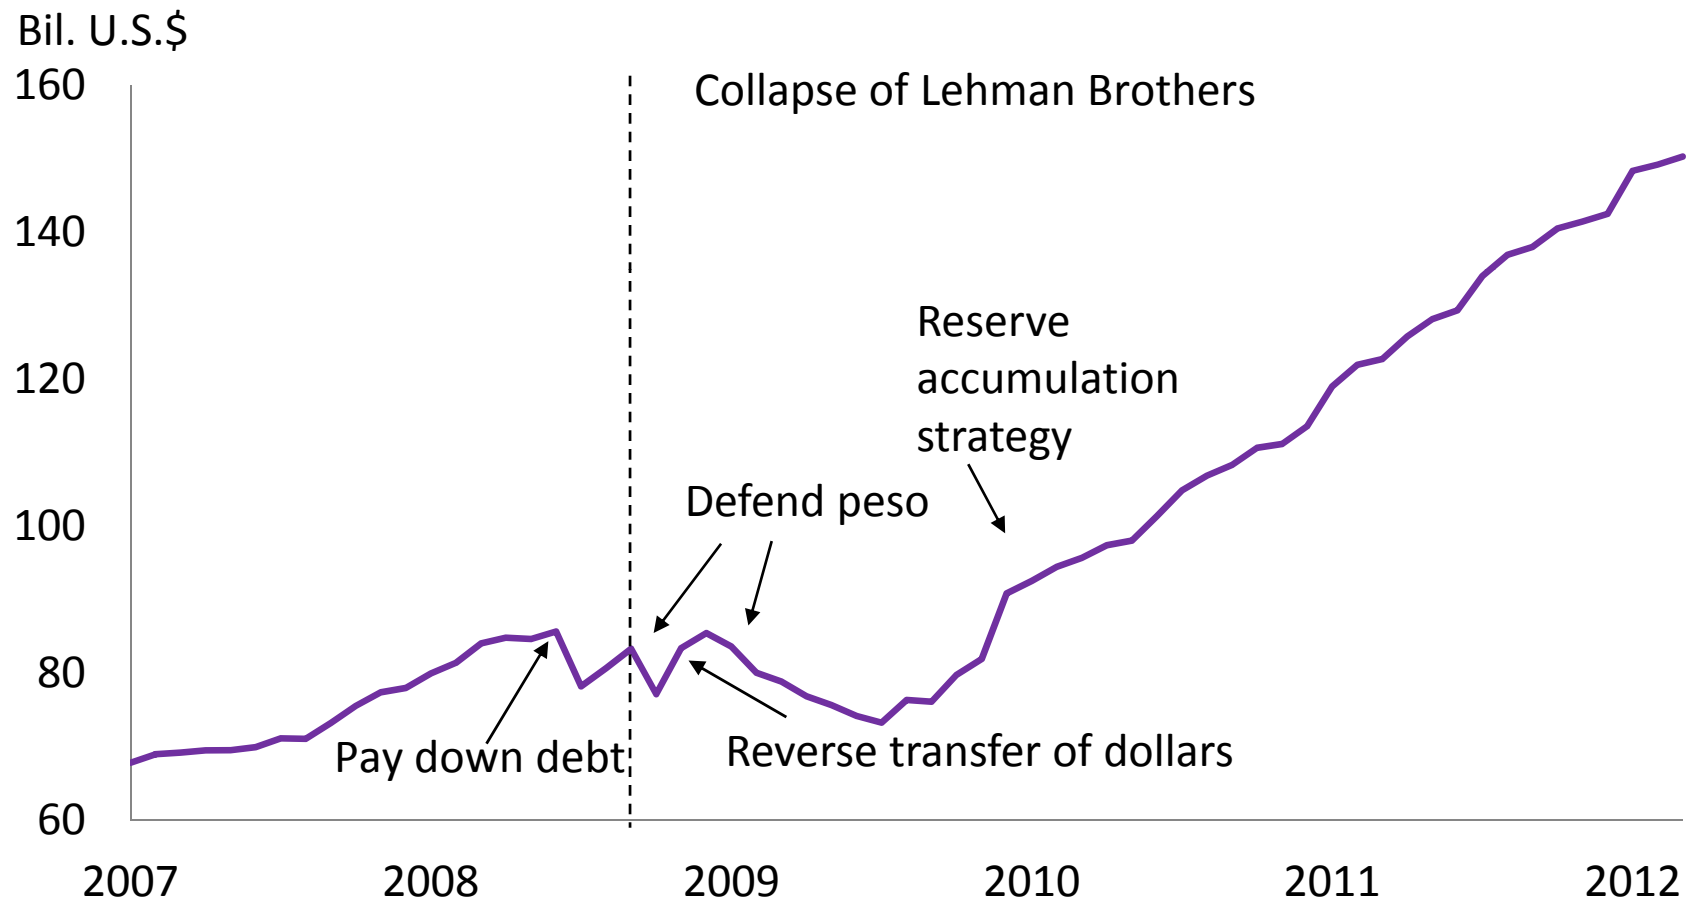 Bil. U.S.$
160
Collapse of Lehman Brothers
140
Reserve
accumulation
strategy
120
100
Defend peso
80
Pay down debt
Reverse transfer of dollars
60
2007 2008 2009 2010 2011 2012